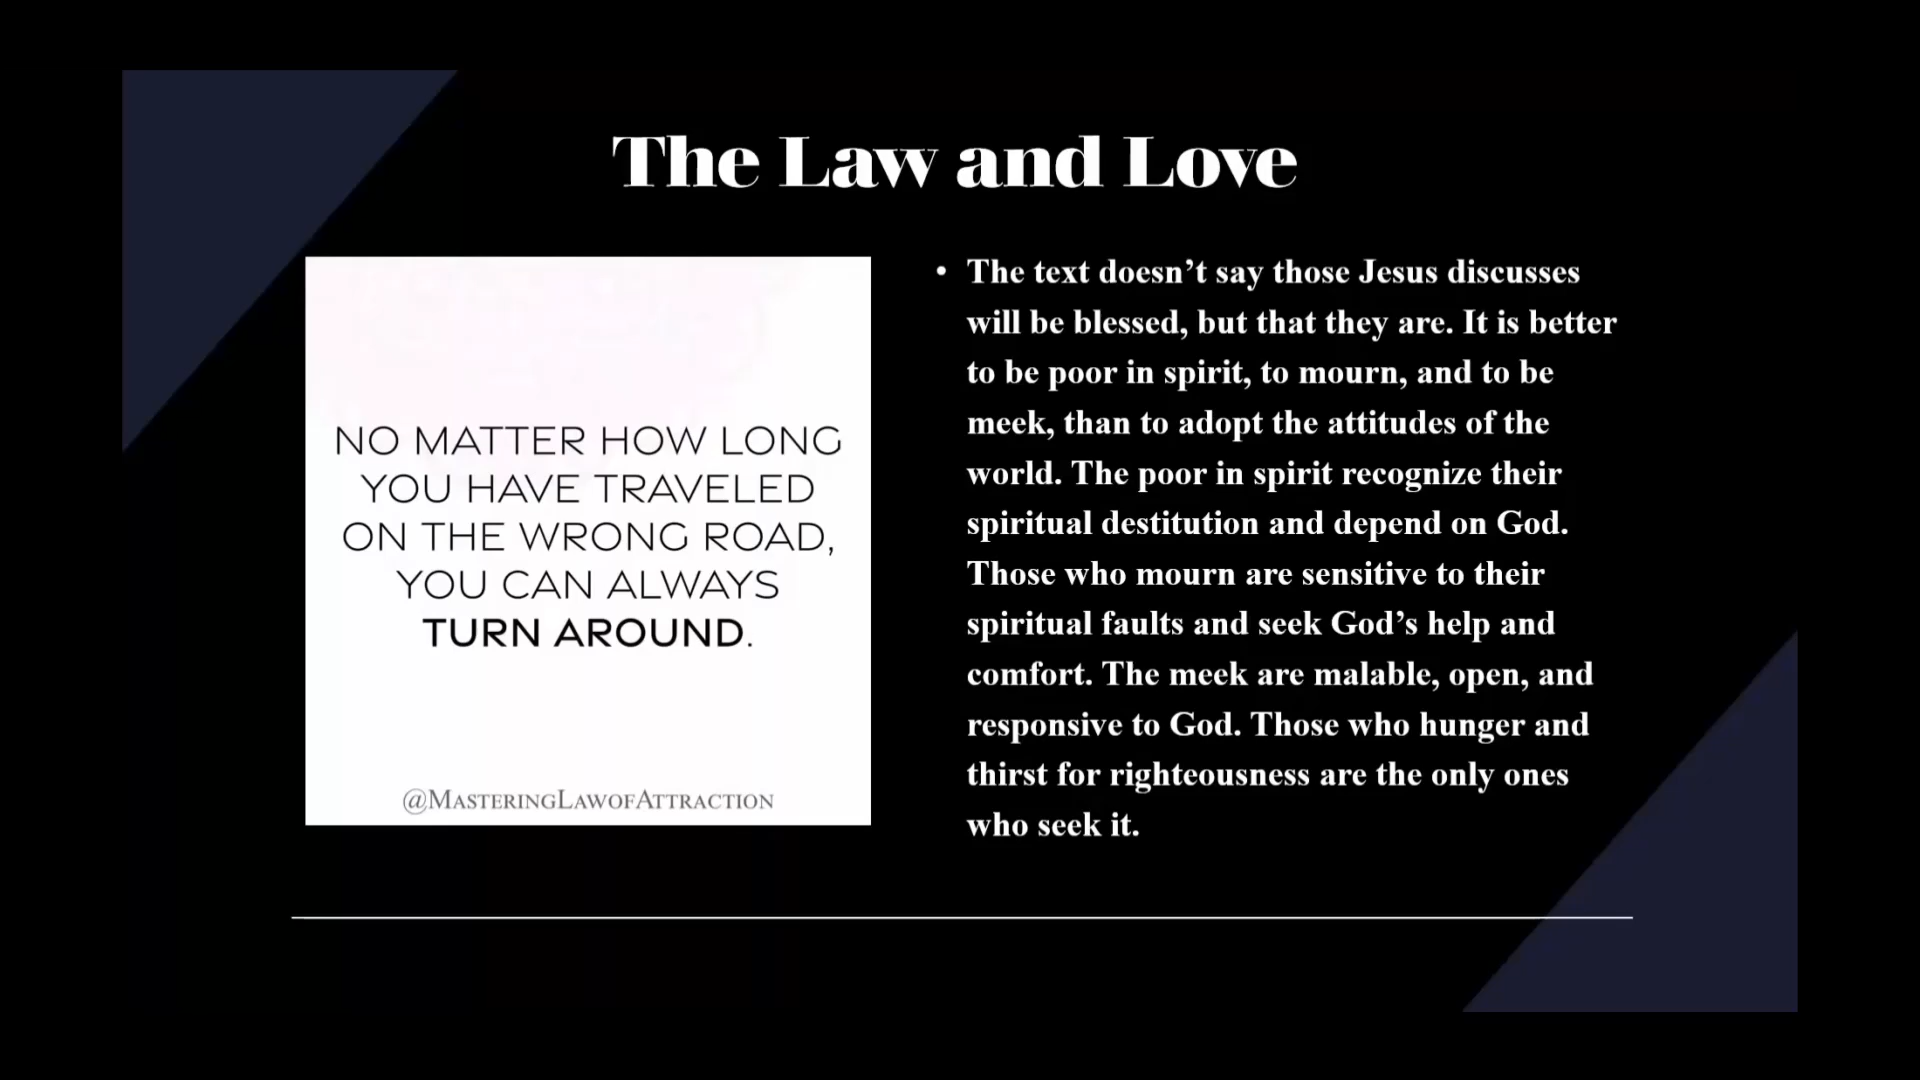 The Law and Love
NO MATTER HOW LONG
YOU HAVE TRAVELED
ON THE WRONG ROAD,
YOU CAN ALWAYS
TURN AROUND.
@MasteringLawofAttraction
• The text doesn’t say those Jesus discusses
will be blessed, but that they are. It is better
to be poor in spirit, to mourn, and to be
meek, than to adopt the attitudes of the
world. The poor in spirit recognize their
spiritual destitution and depend on God.
Those who mourn are sensitive to their
spiritual faults and seek God’s help and
comfort. The meek are malable, open, and
responsive to God. Those who hunger and
thirst for righteousness are the only ones
who seek it.